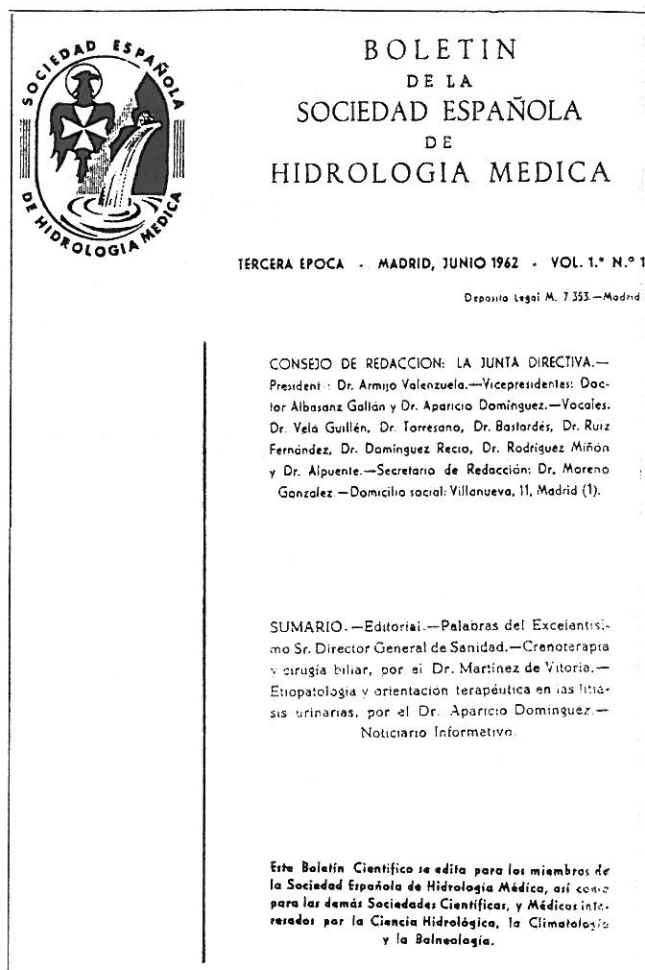 SOCIEDAD ESPAÑOLA
DE HIDROLOGIA MEDICA
BOLETIN
DE LA
SOCIEDAD ESPAÑOLA
DE
HIDROLOGIA MEDICA
TERCERA EPOCA - MADRID, JUNIO 1962 - VOL. 1.º N.º 1
Deposito Legal M. 7.353.—Madrid
CONSEJO DE REDACCION: LA JUNTA DIRECTIVA.—
President : Dr. Armijo Valenzuela.—Vicepresidentes: Doc-
tor Albasanz Gallán y Dr. Aparicio Domínguez.—Vocales.
Dr. Velá Guillén, Dr. Torresano, Dr. Bastardés, Dr. Ruiz
Fernández, Dr. Domínguez Recio, Dr. Rodríguez Miñón
y Dr. Alpuente.—Secretario de Redacción: Dr. Moreno
Gonzalez.—Domicilio social: Villanueva, 11, Madrid (1).
SUMARIO.—Editorial.—Palabras del Excelantísi-
mo Sr. Director General de Sanidad.—Crenoterapia
y cirugía biliar, por el Dr. Martínez de Vitoria.—
Etiopatología y orientación terapéutica en las litiá-
sis urinarias, por el Dr. Aparicio Dominguez.—
Noticiario Informativo.
Este Boletín Científico se edita para los miembros de
la Sociedad Española de Hidrología Médica, así como
para las demás Sociedades Científicas, y Médicos inte-
resados por la Ciencia Hidrológica, la Climatología
y la Balneología.